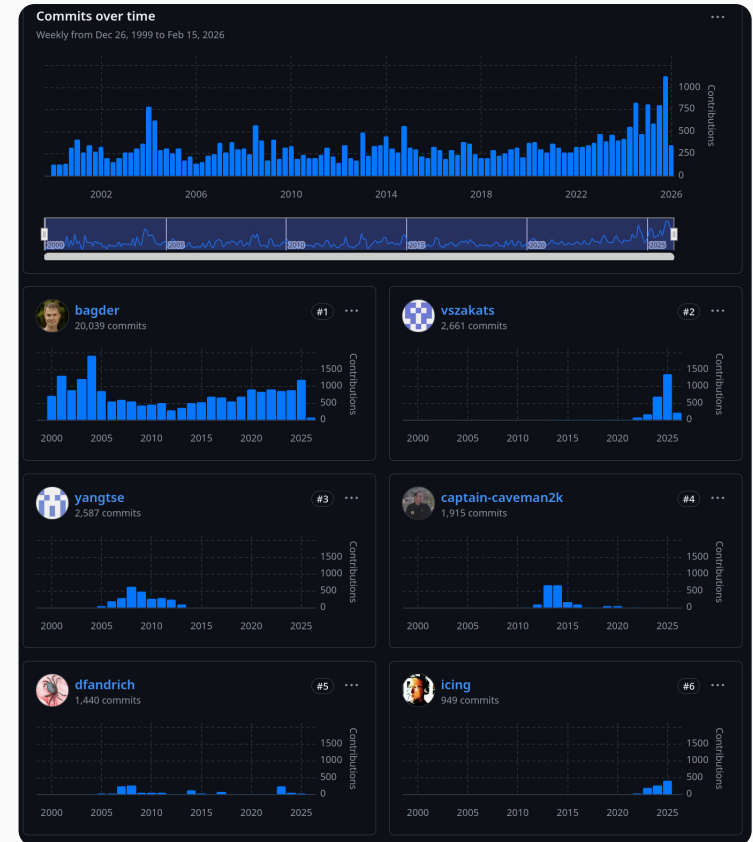 Commits over time
Weekly from Dec 26, 1999 to Feb 15, 2026
1000
750
500
250
0
Contributions
2002 2006 2010 2014 2018 2022 2026
2000 2005 2010 2015 2020 2025
bagder
20,039 commits
#1
1500
1000
500
0
Contributions
2000 2005 2010 2015 2020 2025
vszakats
2,661 commits
#2
1500
1000
500
0
Contributions
2000 2005 2010 2015 2020 2025
yangtse
2,587 commits
#3
1500
1000
500
0
Contributions
2000 2005 2010 2015 2020 2025
captain-caveman2k
1,915 commits
#4
1500
1000
500
0
Contributions
2000 2005 2010 2015 2020 2025
dfandrich
1,440 commits
#5
1500
1000
500
0
Contributions
2000 2005 2010 2015 2020 2025
icing
949 commits
#6
1500
1000
500
0
Contributions
2000 2005 2010 2015 2020 2025